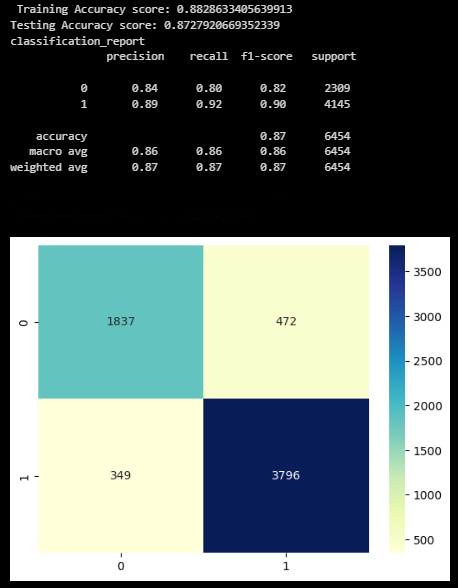 Training Accuracy score: 0.8828633405639913
Testing Accuracy score: 0.8727920669352339
classification_report
precision recall f1-score support
0 0.84 0.80 0.82 2309
1 0.89 0.92 0.90 4145
accuracy 0.87 6454
macro avg 0.86 0.86 0.86 6454
weighted avg 0.87 0.87 0.87 6454
0 1837 472
1 349 3796
0 1
3500
3000
2500
2000
1500
1000
500